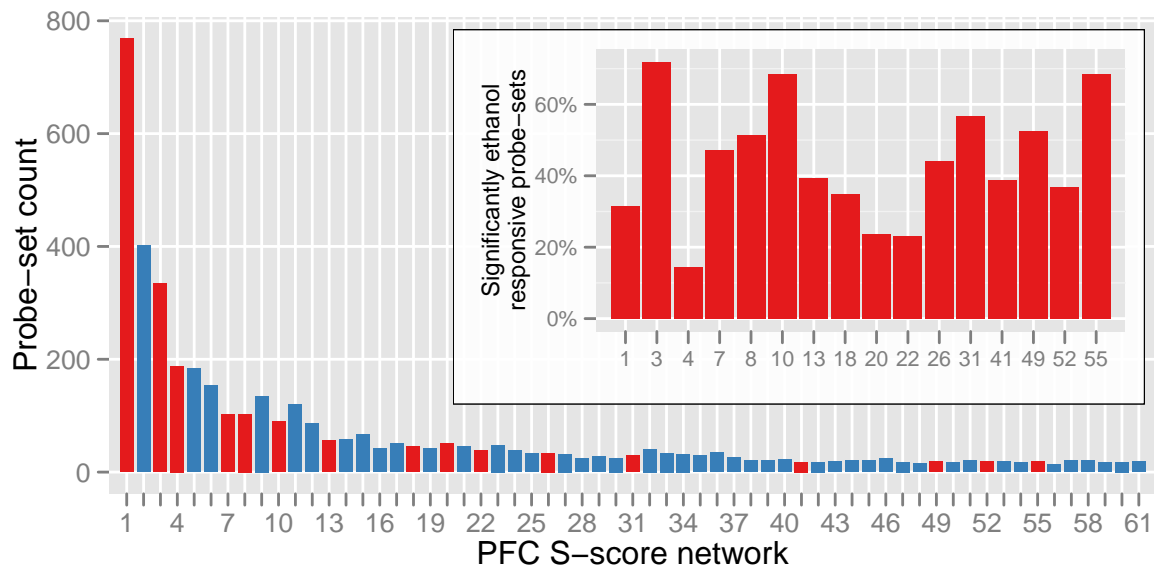 800
600
400
200
0
Probe−set count
1 4 7 10 13 16 19 22 25 28 31 34 37 40 43 46 49 52 55 58 61
PFC S−score network
Significantly ethanol
responsive probe−sets
60%
40%
20%
0%
1 3 4 7 8 10 13 18 20 22 26 31 41 49 52 55